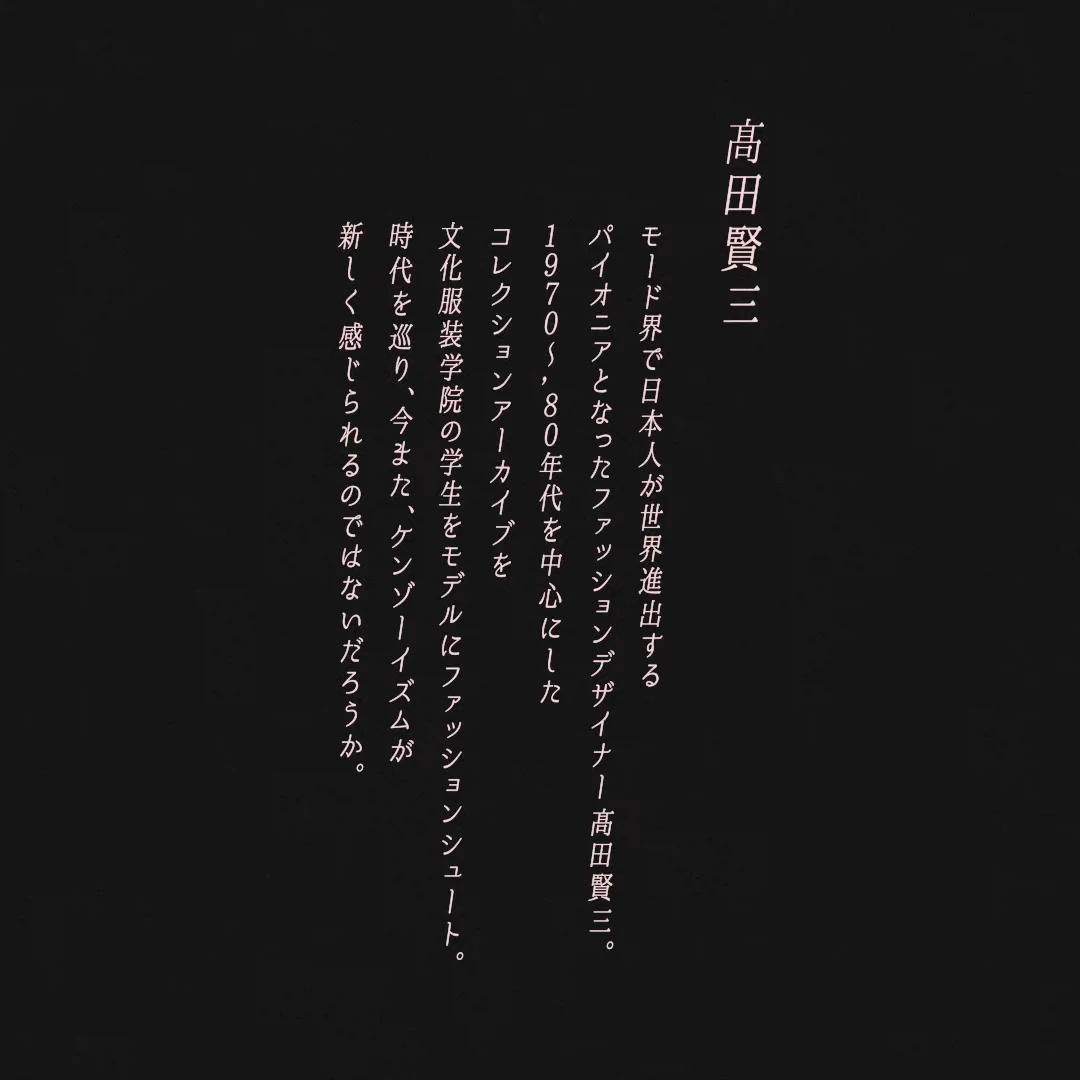 髙田賢三
モード界で日本人が世界進出する
パイオニアとなったファッションデザイナー髙田賢三。
1970〜’80年代を中心にした
コレクションアーカイブを
文化服装学院の学生をモデルにファッションシュート。
時代を巡り、今また、ケンゾーイズムが
新しく感じられるのではないだろうか。